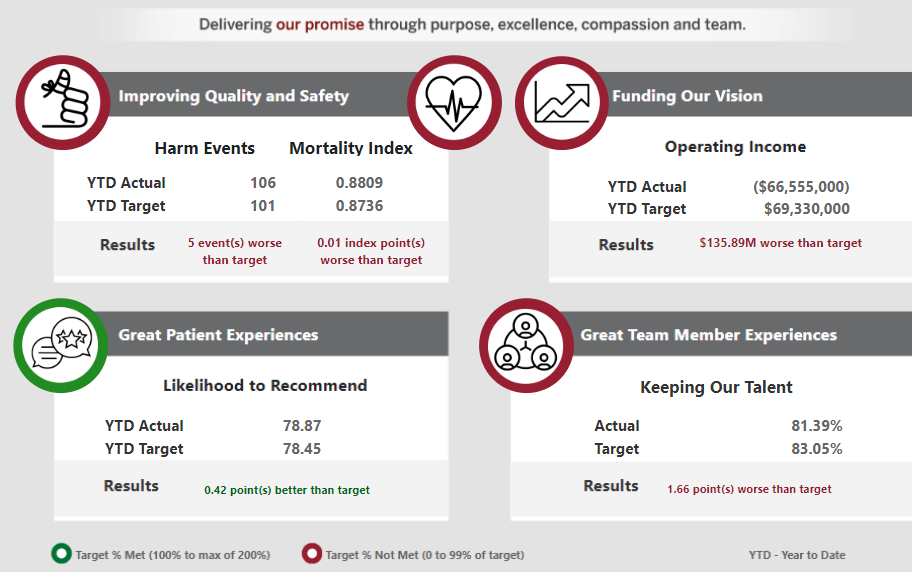 Delivering our promise through purpose, excellence, compassion and team.
Improving Quality and Safety
Harm Events Mortality Index
YTD Actual 106 0.8809
YTD Target 101 0.8736
Results 5 event(s) worse than target 0.01 index point(s) worse than target
Funding Our Vision
Operating Income
YTD Actual ($66,555,000)
YTD Target $69,330,000
Results $135.89M worse than target
Great Patient Experiences
Likelihood to Recommend
YTD Actual 78.87
YTD Target 78.45
Results 0.42 point(s) better than target
Great Team Member Experiences
Keeping Our Talent
Actual 81.39%
Target 83.05%
Results 1.66 point(s) worse than target
Target % Met (100% to max of 200%) Target % Not Met (0 to 99% of target) YTD - Year to Date